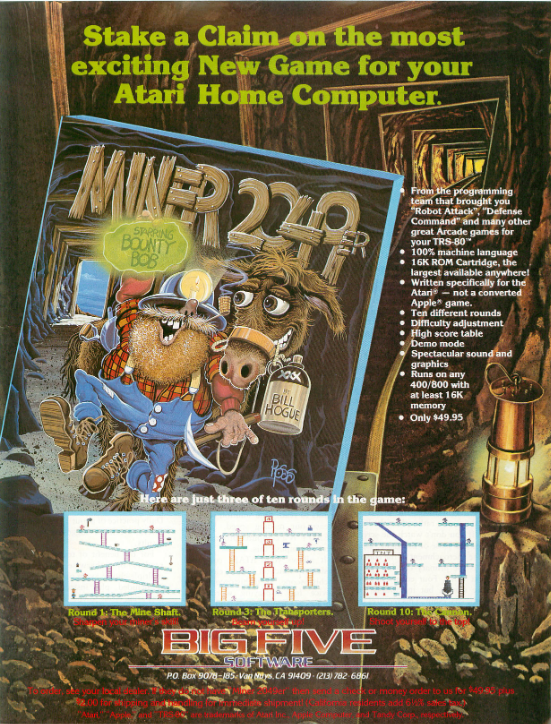 Stake a Claim on the most
exciting New Game for your
Atari Home Computer.
MINER 2049ER
STARRING
BOUNTY
BOB
XXX
BILL
HOGUE
• From the programming
team that brought you
"Robot Attack", "Defense
Command" and many other
great Arcade games for
your TRS-80™
• 100% machine language
• 16K ROM Cartridge, the
largest available anywhere!
• Written specifically for the
Atari® — not a converted
Apple® game.
• Ten different rounds
• Difficulty adjustment
• High score table
• Demo mode
• Spectacular sound and
graphics
• Runs on any
400/800 with
at least 16K
memory
• Only $49.95
Here are just three of ten rounds in the game:
Round 1: The Mine Shaft.
Round 3: The Transporters.
Round 10: The Cannon.
BIG FIVE
SOFTWARE
P.O. Box 9078-185, Van Nuys, CA 91409 · (213) 782-6861